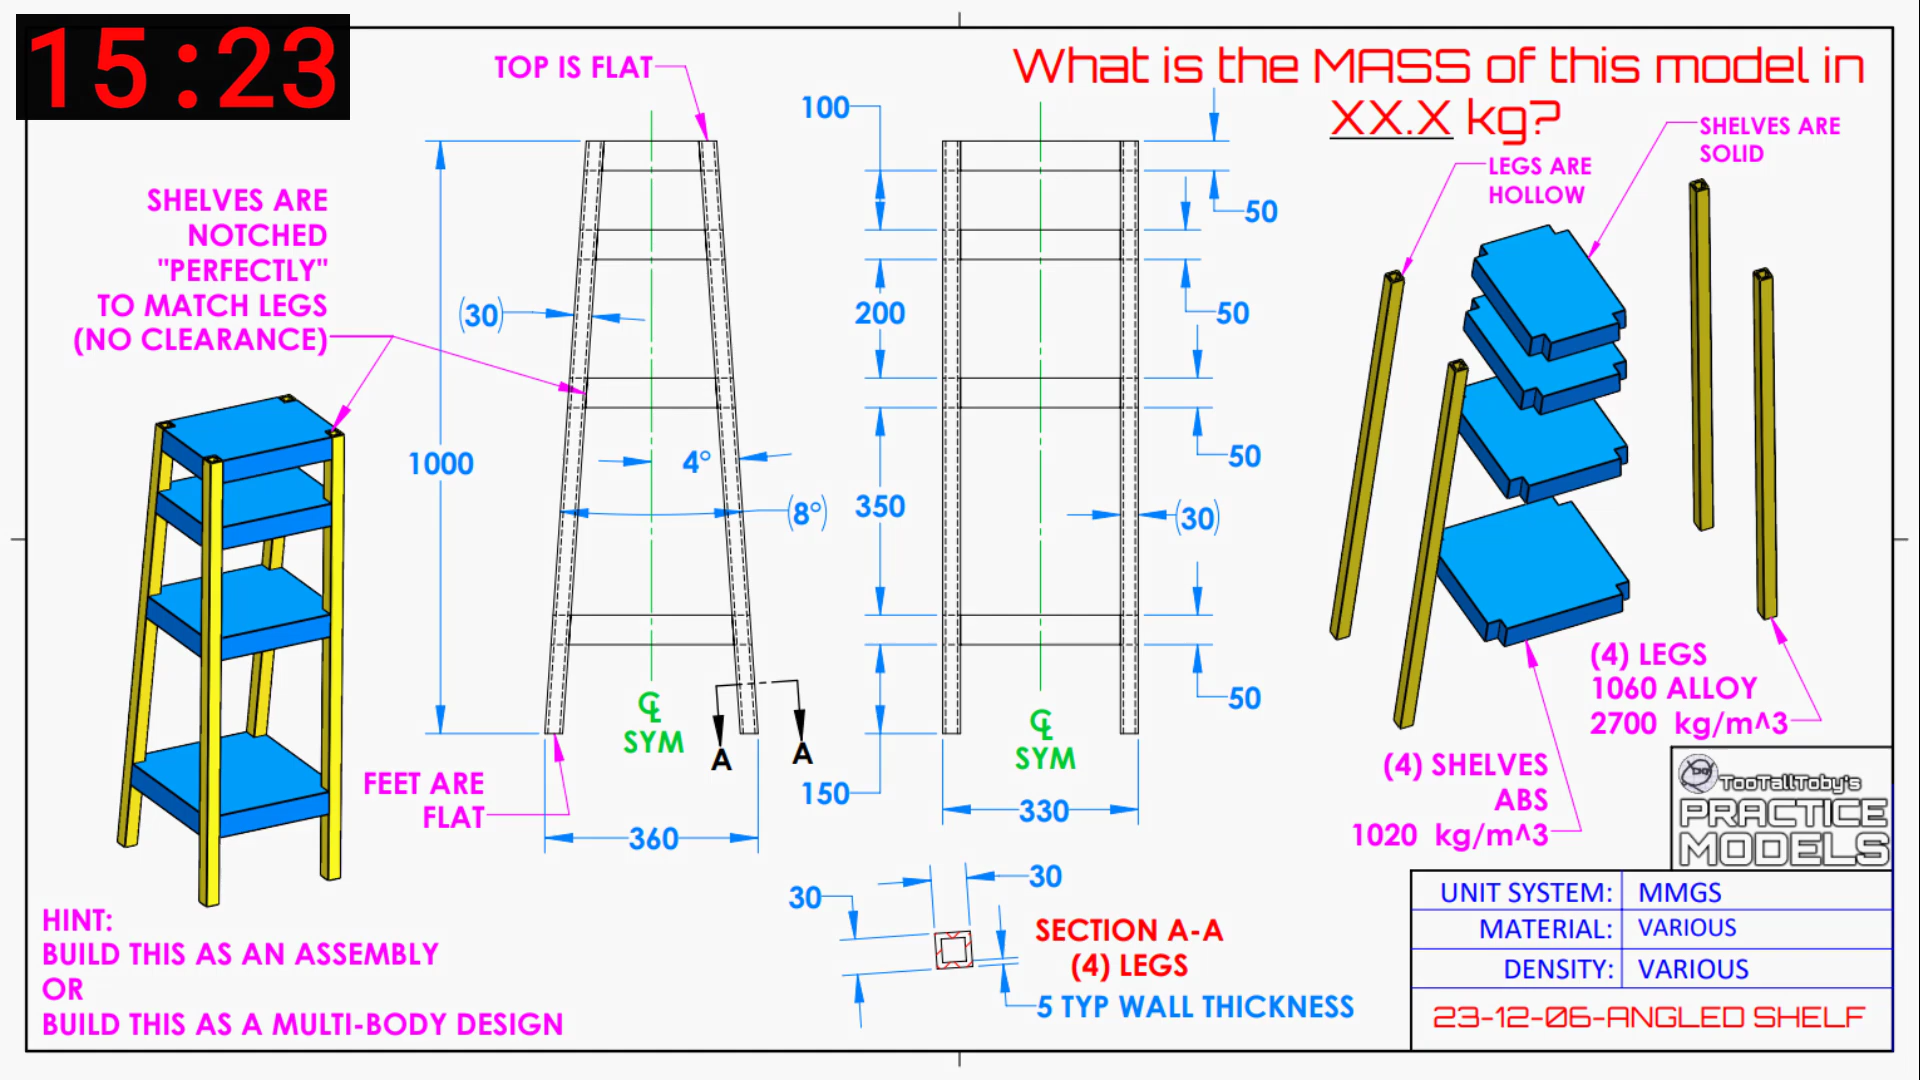 15:23
TOP IS FLAT
What is the MASS of this model in
XX.X kg?
100
SHELVES ARE
SOLID
LEGS ARE
HOLLOW
50
SHELVES ARE
NOTCHED
"PERFECTLY"
TO MATCH LEGS
(NO CLEARANCE)
(30)
200
50
1000
4°
50
(8°)
350
(30)
50
℄
SYM
℄
SYM
A
A
FEET ARE
FLAT
360
150
330
(4) LEGS
1060 ALLOY
2700 kg/m^3
(4) SHELVES
ABS
1020 kg/m^3
TooTallToby's
PRACTICE
MODELS
30
30
SECTION A-A
(4) LEGS
5 TYP WALL THICKNESS
HINT:
BUILD THIS AS AN ASSEMBLY
OR
BUILD THIS AS A MULTI-BODY DESIGN
UNIT SYSTEM: MMGS
MATERIAL: VARIOUS
DENSITY: VARIOUS
23-12-06-ANGLED SHELF